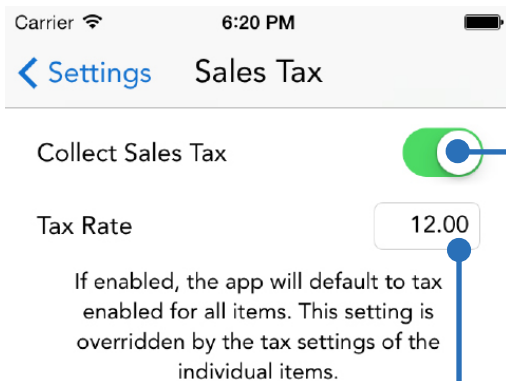 Carrier 6:20 PM
Settings Sales Tax
Collect Sales Tax
Tax Rate 12.00
If enabled, the app will default to tax
enabled for all items. This setting is
overridden by the tax settings of the
individual items.